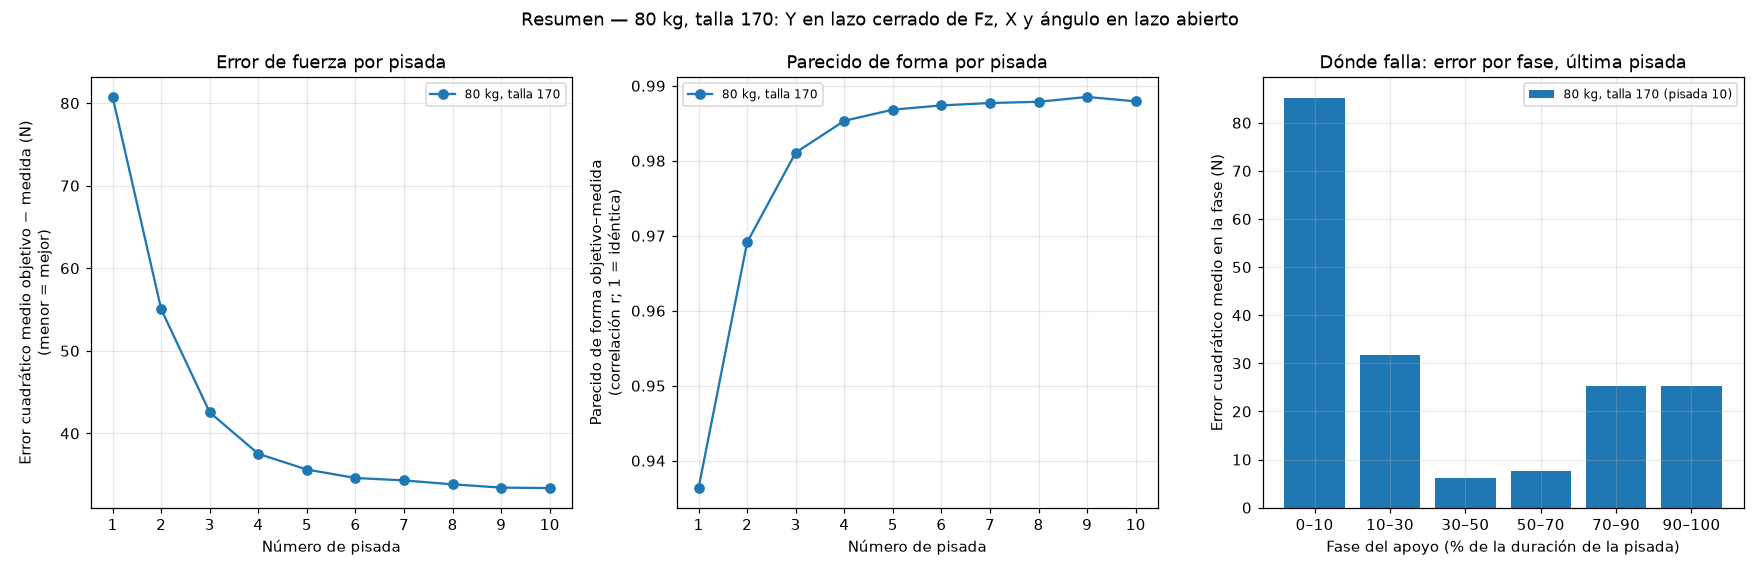 Resumen — 80 kg, talla 170: Y en lazo cerrado de Fz, X y ángulo en lazo abierto
Error de fuerza por pisada
80 kg, talla 170
Error cuadrático medio objetivo − medida (N)
(menor = mejor)
80
70
60
50
40
1 2 3 4 5 6 7 8 9 10
Número de pisada
Parecido de forma por pisada
80 kg, talla 170
Parecido de forma objetivo–medida
(correlación r; 1 = idéntica)
0.99
0.98
0.97
0.96
0.95
0.94
1 2 3 4 5 6 7 8 9 10
Número de pisada
Dónde falla: error por fase, última pisada
80 kg, talla 170 (pisada 10)
Error cuadrático medio en la fase (N)
80
70
60
50
40
30
20
10
0
0–10 10–30 30–50 50–70 70–90 90–100
Fase del apoyo (% de la duración de la pisada)